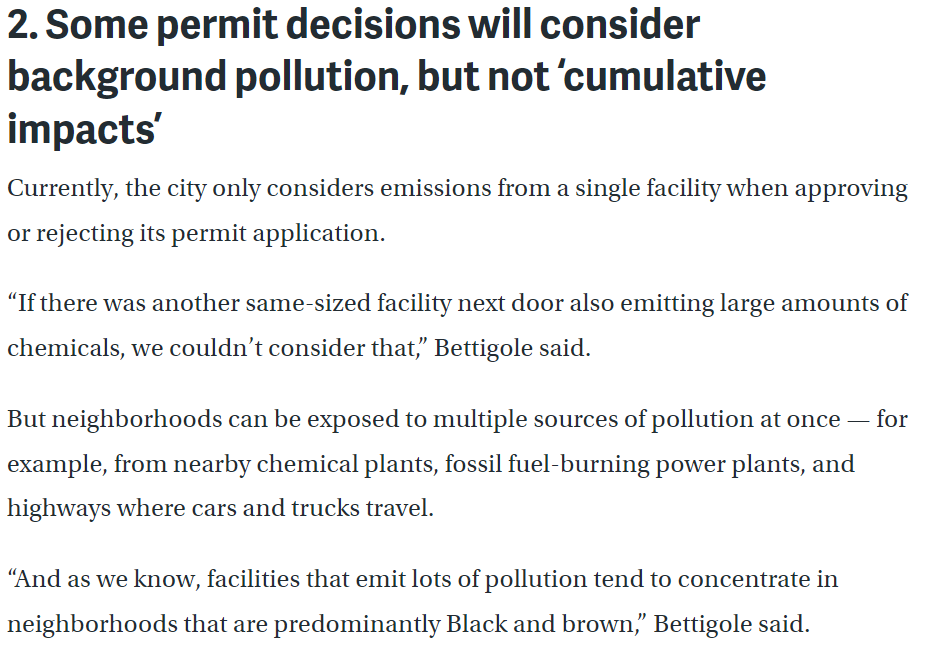 2. Some permit decisions will consider
background pollution, but not ‘cumulative
impacts’
Currently, the city only considers emissions from a single facility when approving
or rejecting its permit application.
“If there was another same-sized facility next door also emitting large amounts of
chemicals, we couldn’t consider that,” Bettigole said.
But neighborhoods can be exposed to multiple sources of pollution at once — for
example, from nearby chemical plants, fossil fuel-burning power plants, and
highways where cars and trucks travel.
“And as we know, facilities that emit lots of pollution tend to concentrate in
neighborhoods that are predominantly Black and brown,” Bettigole said.